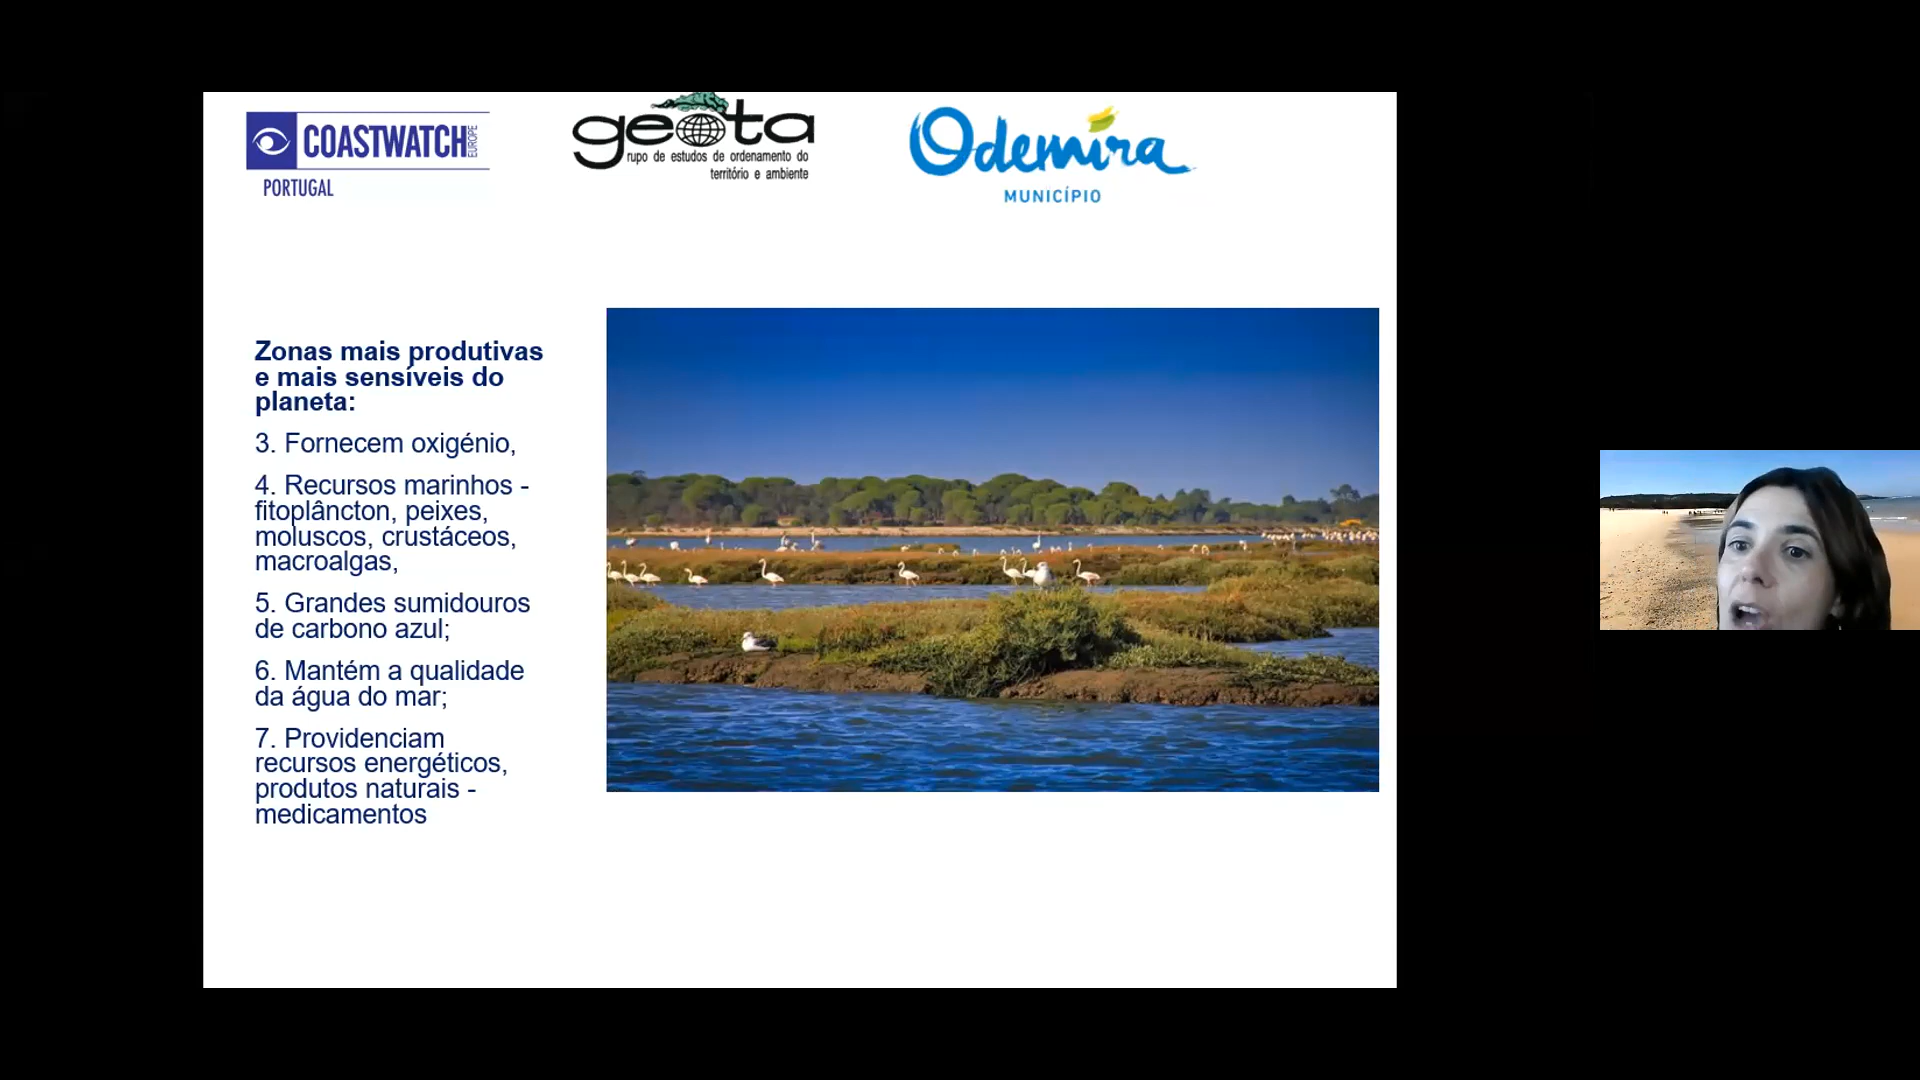 COASTWATCH
EUROPE
PORTUGAL
geota
rupo de estudos de ordenamento do
território e ambiente
Odemira
MUNICÍPIO
Zonas mais produtivas
e mais sensíveis do
planeta:
3. Fornecem oxigénio,
4. Recursos marinhos -
fitoplâncton, peixes,
moluscos, crustáceos,
macroalgas,
5. Grandes sumidouros
de carbono azul;
6. Mantém a qualidade
da água do mar;
7. Providenciam
recursos energéticos,
produtos naturais -
medicamentos